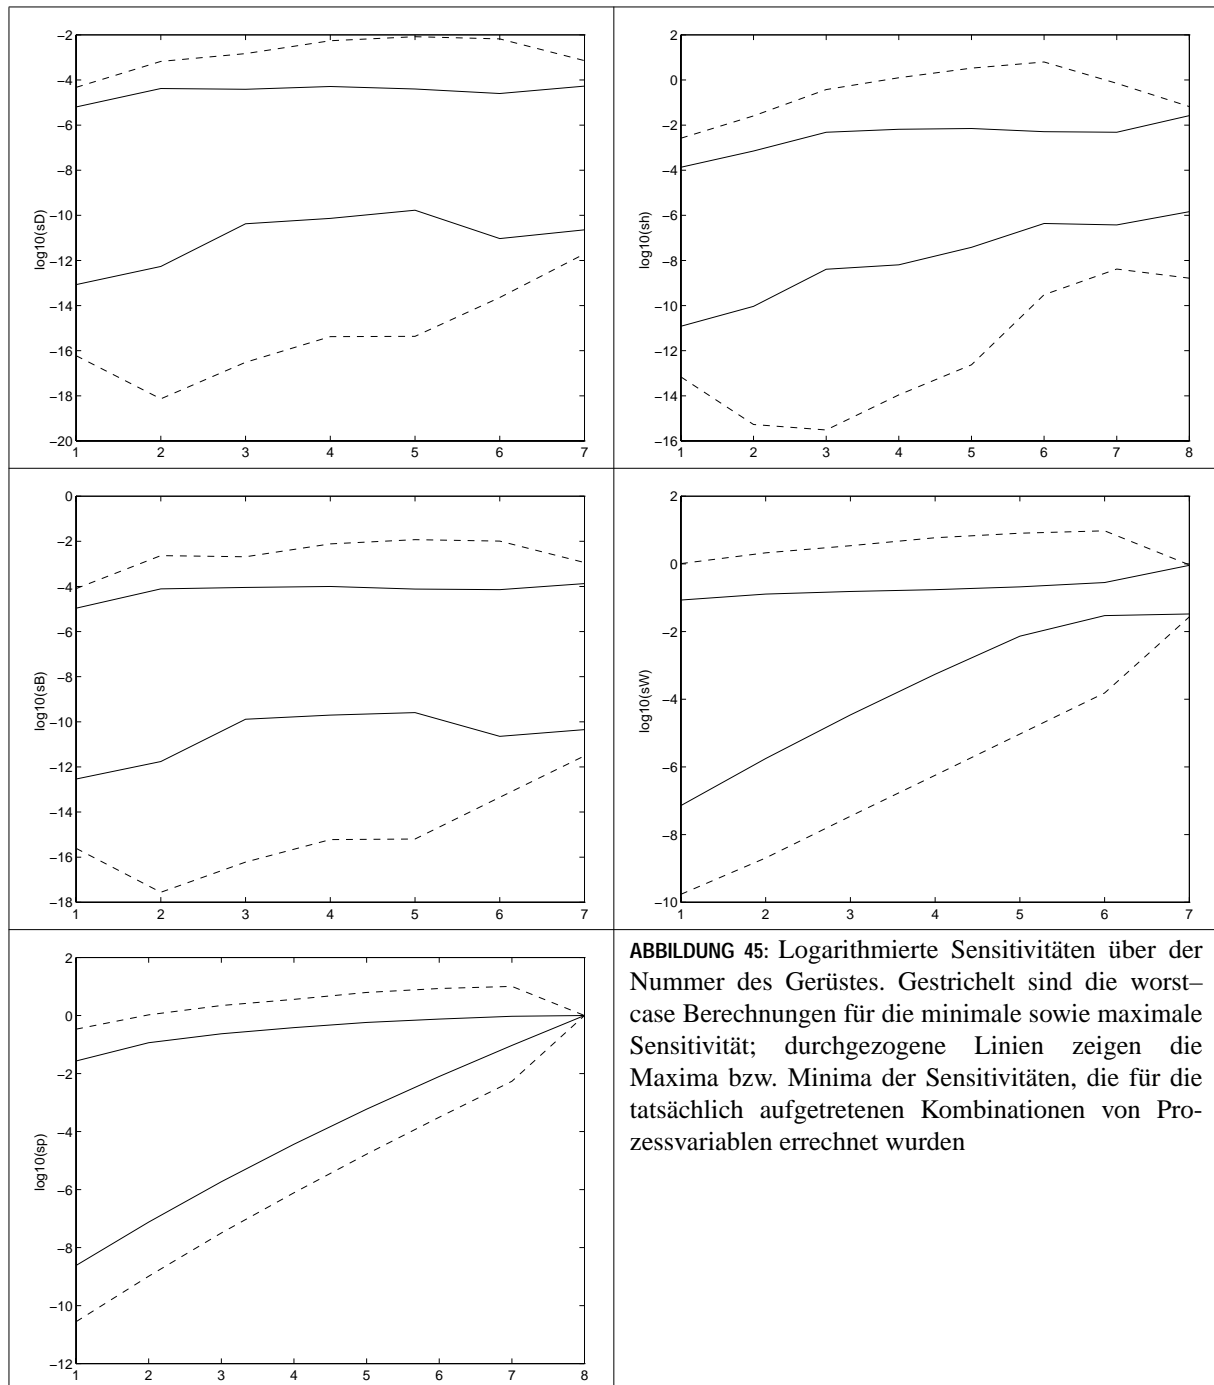 −2
−4
−6
−8
−10
−12
−14
−16
−18
−20
log10(sD)
1 2 3 4 5 6 7
2
0
−2
−4
−6
−8
−10
−12
−14
−16
log10(sh)
1 2 3 4 5 6 7 8
0
−2
−4
−6
−8
−10
−12
−14
−16
−18
log10(sB)
1 2 3 4 5 6 7
2
0
−2
−4
−6
−8
−10
log10(sW)
1 2 3 4 5 6 7
2
0
−2
−4
−6
−8
−10
−12
log10(sp)
1 2 3 4 5 6 7 8
ABBILDUNG 45: Logarithmierte Sensitivitäten über der
Nummer des Gerüstes. Gestrichelt sind die worst–
case Berechnungen für die minimale sowie maximale
Sensitivität; durchgezogene Linien zeigen die
Maxima bzw. Minima der Sensitivitäten, die für die
tatsächlich aufgetretenen Kombinationen von Pro-
zessvariablen errechnet wurden